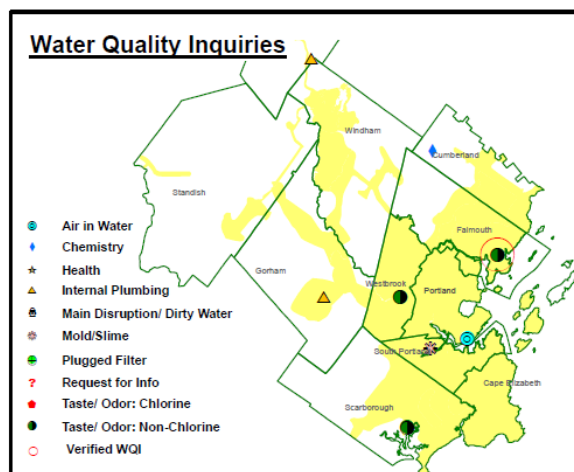 Water Quality Inquiries
Windham
Cumberland
Standish
Falmouth
Gorham
Westbrook
Portland
South Portland
Cape Elizabeth
Scarborough
Air in Water
Chemistry
Health
Internal Plumbing
Main Disruption/ Dirty Water
Mold/Slime
Plugged Filter
? Request for Info
Taste/ Odor: Chlorine
Taste/ Odor: Non-Chlorine
Verified WQI